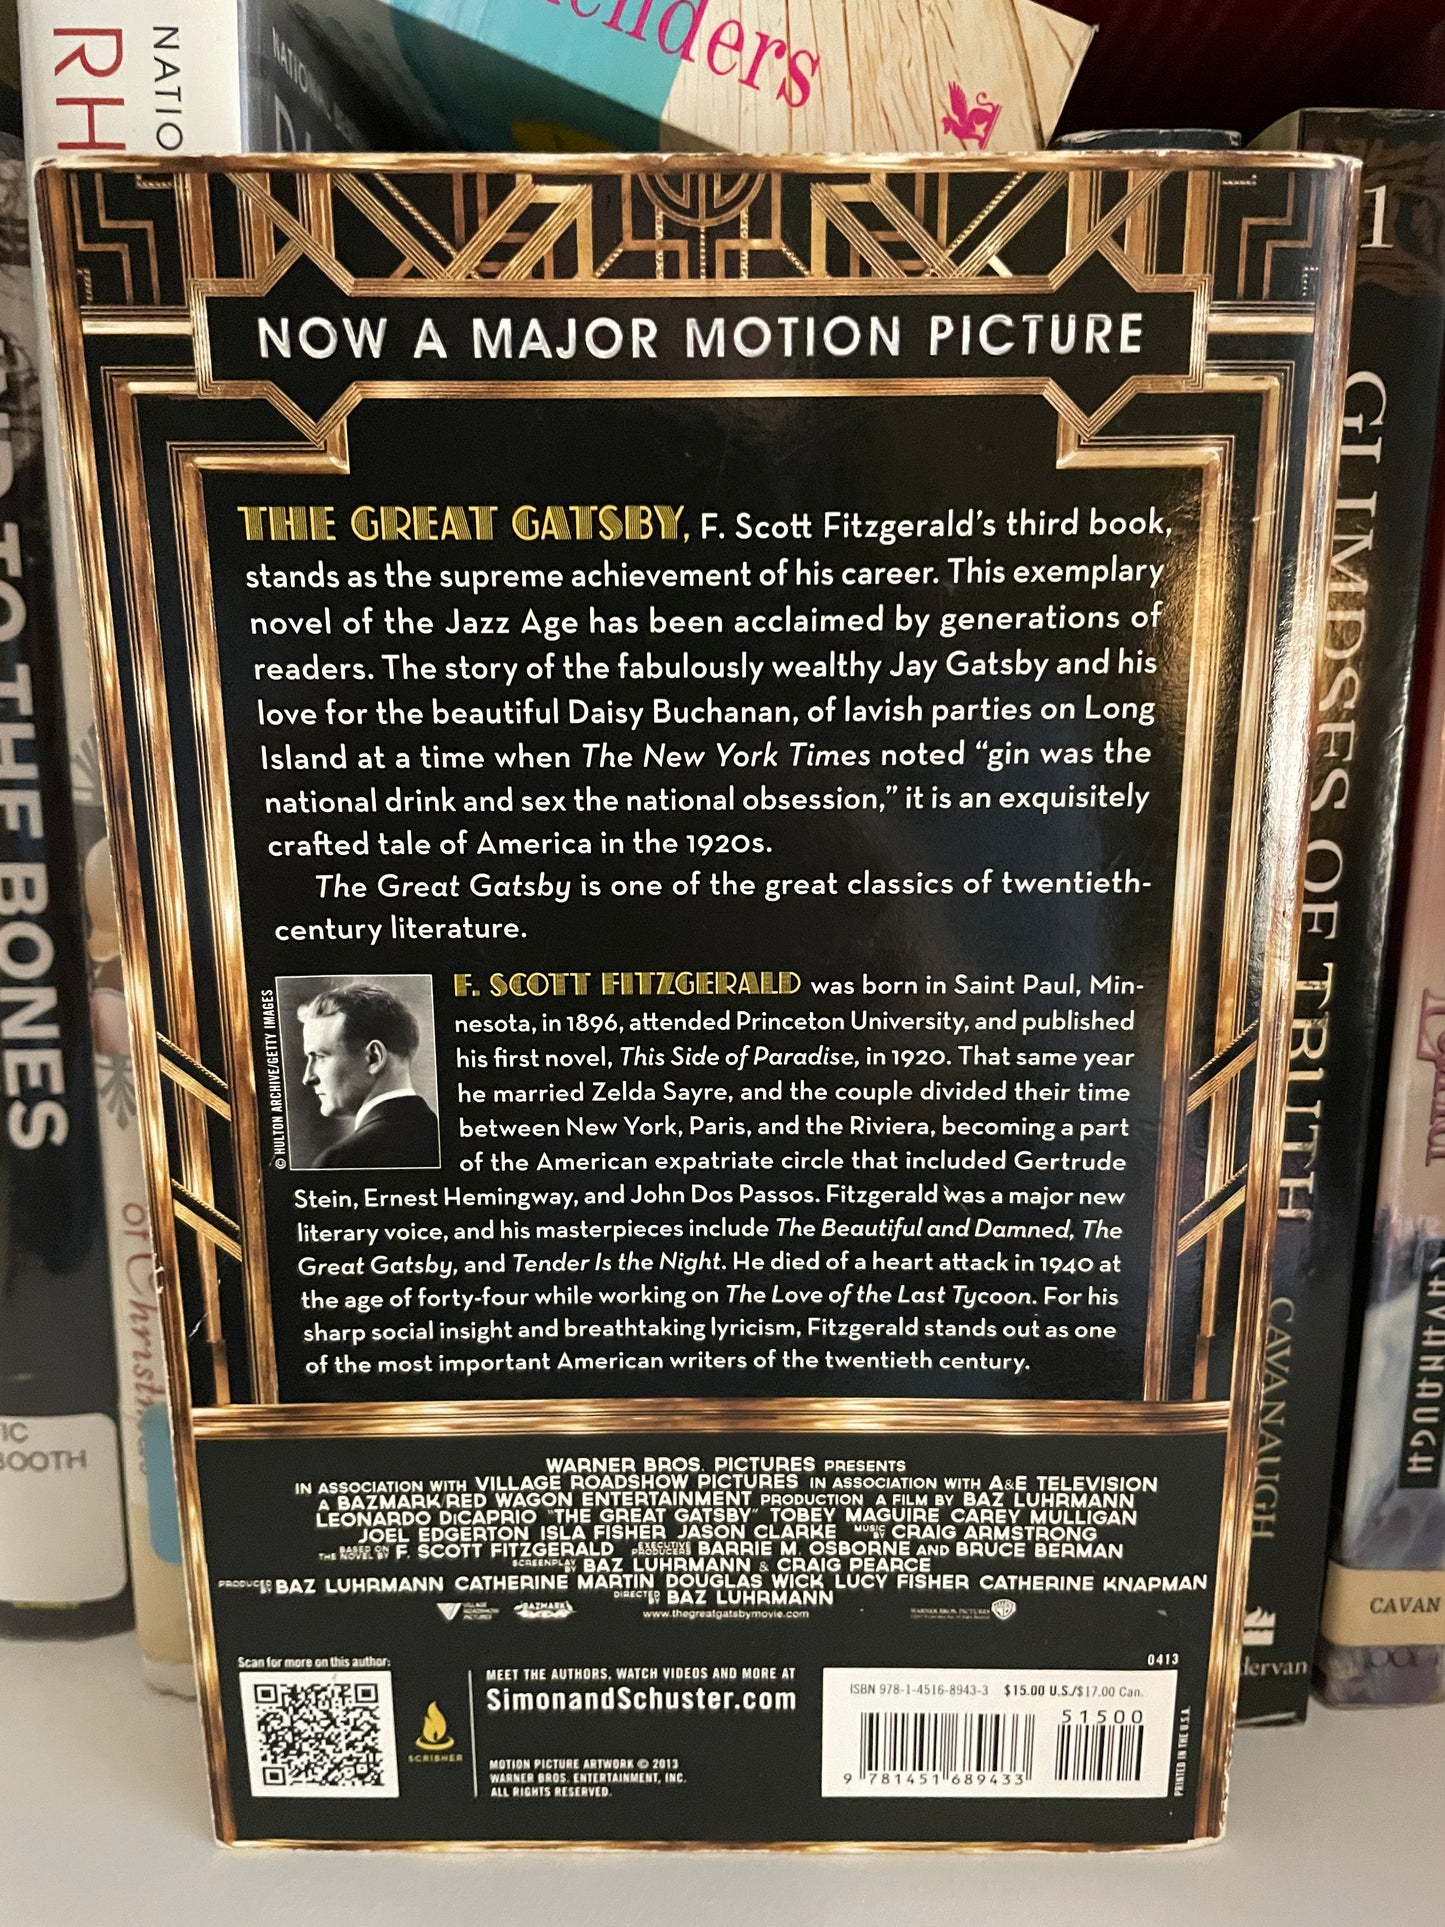 NATIO
RH
NATIONAL
enders
1
GLIMPSES OF TRUTH
CAVANAUGH
CAVANAUGH
CAVAN
dervan
TO THE BONES
BOOTH
of Christmas
NOW A MAJOR MOTION PICTURE
THE GREAT GATSBY, F. Scott Fitzgerald's third book,
stands as the supreme achievement of his career. This exemplary
novel of the Jazz Age has been acclaimed by generations of
readers. The story of the fabulously wealthy Jay Gatsby and his
love for the beautiful Daisy Buchanan, of lavish parties on Long
Island at a time when The New York Times noted “gin was the
national drink and sex the national obsession,” it is an exquisitely
crafted tale of America in the 1920s.
The Great Gatsby is one of the great classics of twentieth-
century literature.
© HULTON ARCHIVE/GETTY IMAGES
F. SCOTT FITZGERALD was born in Saint Paul, Min-
nesota, in 1896, attended Princeton University, and published
his first novel, This Side of Paradise, in 1920. That same year
he married Zelda Sayre, and the couple divided their time
between New York, Paris, and the Riviera, becoming a part
of the American expatriate circle that included Gertrude
Stein, Ernest Hemingway, and John Dos Passos. Fitzgerald was a major new
literary voice, and his masterpieces include The Beautiful and Damned, The
Great Gatsby, and Tender Is the Night. He died of a heart attack in 1940 at
the age of forty-four while working on The Love of the Last Tycoon. For his
sharp social insight and breathtaking lyricism, Fitzgerald stands out as one
of the most important American writers of the twentieth century.
WARNER BROS. PICTURES PRESENTS
IN ASSOCIATION WITH VILLAGE ROADSHOW PICTURES IN ASSOCIATION WITH A&E TELEVISION
A BAZMARK/RED WAGON ENTERTAINMENT PRODUCTION A FILM BY BAZ LUHRMANN
LEONARDO DiCAPRIO "THE GREAT GATSBY" TOBEY MAGUIRE CAREY MULLIGAN
JOEL EDGERTON ISLA FISHER JASON CLARKE MUSIC BY CRAIG ARMSTRONG
BASED ON THE NOVEL BY F. SCOTT FITZGERALD EXECUTIVE PRODUCERS BARRIE M. OSBORNE AND BRUCE BERMAN
SCREENPLAY BY BAZ LUHRMANN & CRAIG PEARCE
PRODUCED BY BAZ LUHRMANN CATHERINE MARTIN DOUGLAS WICK LUCY FISHER CATHERINE KNAPMAN
DIRECTED BY BAZ LUHRMANN
VILLAGE ROADSHOW PICTURES BAZMARK www.thegreatgatsbymovie.com WARNER BROS. PICTURES
Scan for more on this author:
SCRIBNER
MEET THE AUTHORS, WATCH VIDEOS AND MORE AT
SimonandSchuster.com
MOTION PICTURE ARTWORK © 2013
WARNER BROS. ENTERTAINMENT, INC.
ALL RIGHTS RESERVED.
0413
ISBN 978-1-4516-8943-3 $15.00 U.S./$17.00 Can.
51500
9 781451 689433
PRINTED IN THE U.S.A.